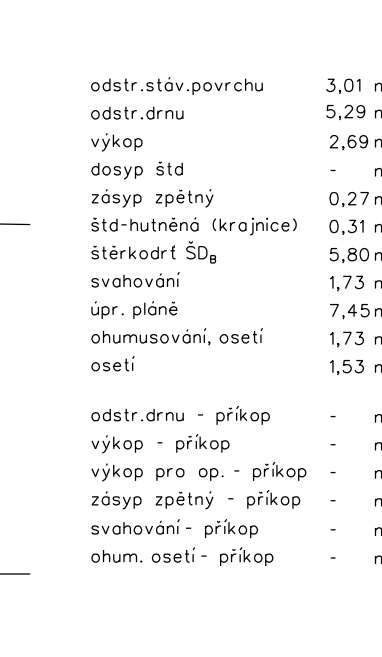 odstr.stáv.povrchu 3,01
odstr.drnu 5,29
výkop 2,69
dosyp štd -
zásyp zpětný 0,27
štd-hutněná (krajnice) 0,31
štěrkodrť ŠDB 5,80
svahování 1,73
úpr. pláně 7,45
ohumusování, osetí 1,73
osetí 1,53
odstr.drnu - příkop -
výkop - příkop -
výkop pro op. - příkop -
zásyp zpětný - příkop -
svahování - příkop -
ohum. osetí - příkop -